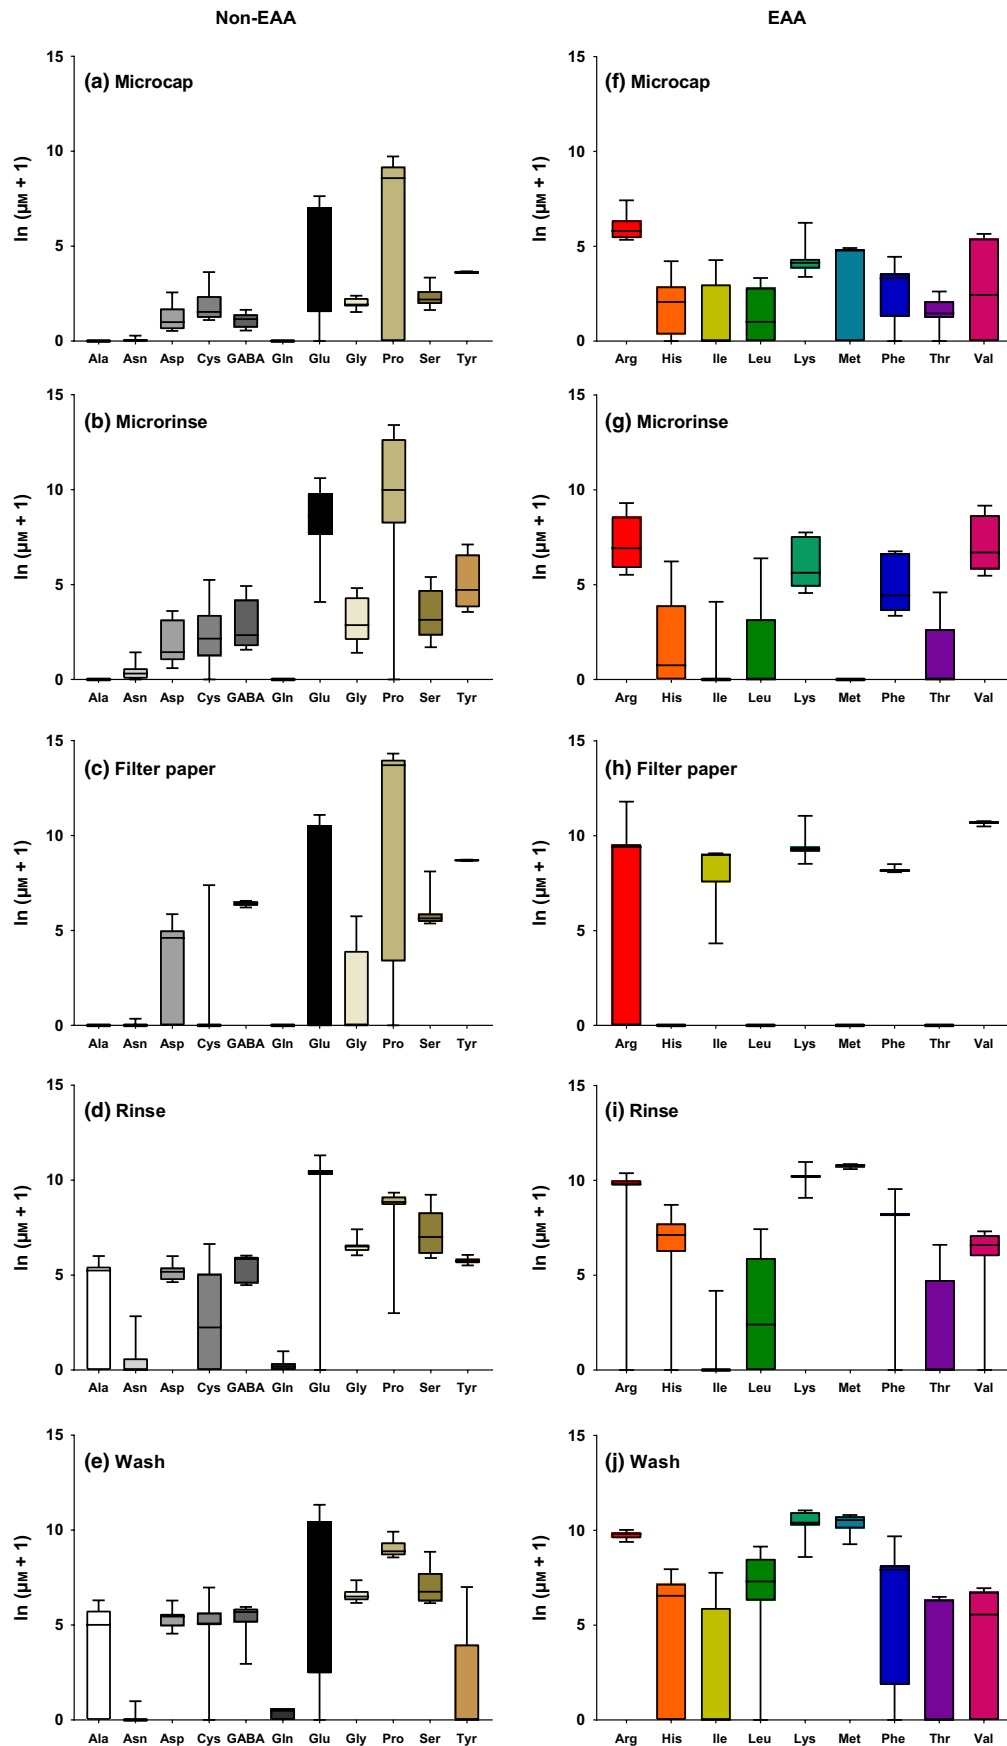 Non-EAA
EAA
(a) Microcap
ln (µM + 1)
15
10
5
0
Ala Asn Asp Cys GABA Gln Glu Gly Pro Ser Tyr
(f) Microcap
ln (µM + 1)
15
10
5
0
Arg His Ile Leu Lys Met Phe Thr Val
(b) Microrinse
ln (µM + 1)
15
10
5
0
Ala Asn Asp Cys GABA Gln Glu Gly Pro Ser Tyr
(g) Microrinse
ln (µM + 1)
15
10
5
0
Arg His Ile Leu Lys Met Phe Thr Val
(c) Filter paper
ln (µM + 1)
15
10
5
0
Ala Asn Asp Cys GABA Gln Glu Gly Pro Ser Tyr
(h) Filter paper
ln (µM + 1)
15
10
5
0
Arg His Ile Leu Lys Met Phe Thr Val
(d) Rinse
ln (µM + 1)
15
10
5
0
Ala Asn Asp Cys GABA Gln Glu Gly Pro Ser Tyr
(i) Rinse
ln (µM + 1)
15
10
5
0
Arg His Ile Leu Lys Met Phe Thr Val
(e) Wash
ln (µM + 1)
15
10
5
0
Ala Asn Asp Cys GABA Gln Glu Gly Pro Ser Tyr
(j) Wash
ln (µM + 1)
15
10
5
0
Arg His Ile Leu Lys Met Phe Thr Val